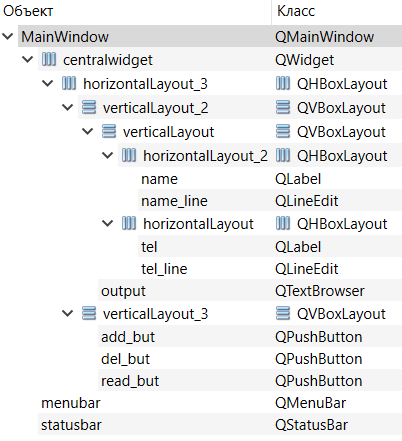 Объект Класс
MainWindow QMainWindow
centralwidget QWidget
horizontalLayout_3 QHBoxLayout
verticalLayout_2 QVBoxLayout
verticalLayout QVBoxLayout
horizontalLayout_2 QHBoxLayout
name QLabel
name_line QLineEdit
horizontalLayout QHBoxLayout
tel QLabel
tel_line QLineEdit
output QTextBrowser
verticalLayout_3 QVBoxLayout
add_but QPushButton
del_but QPushButton
read_but QPushButton
menubar QMenuBar
statusbar QStatusBar